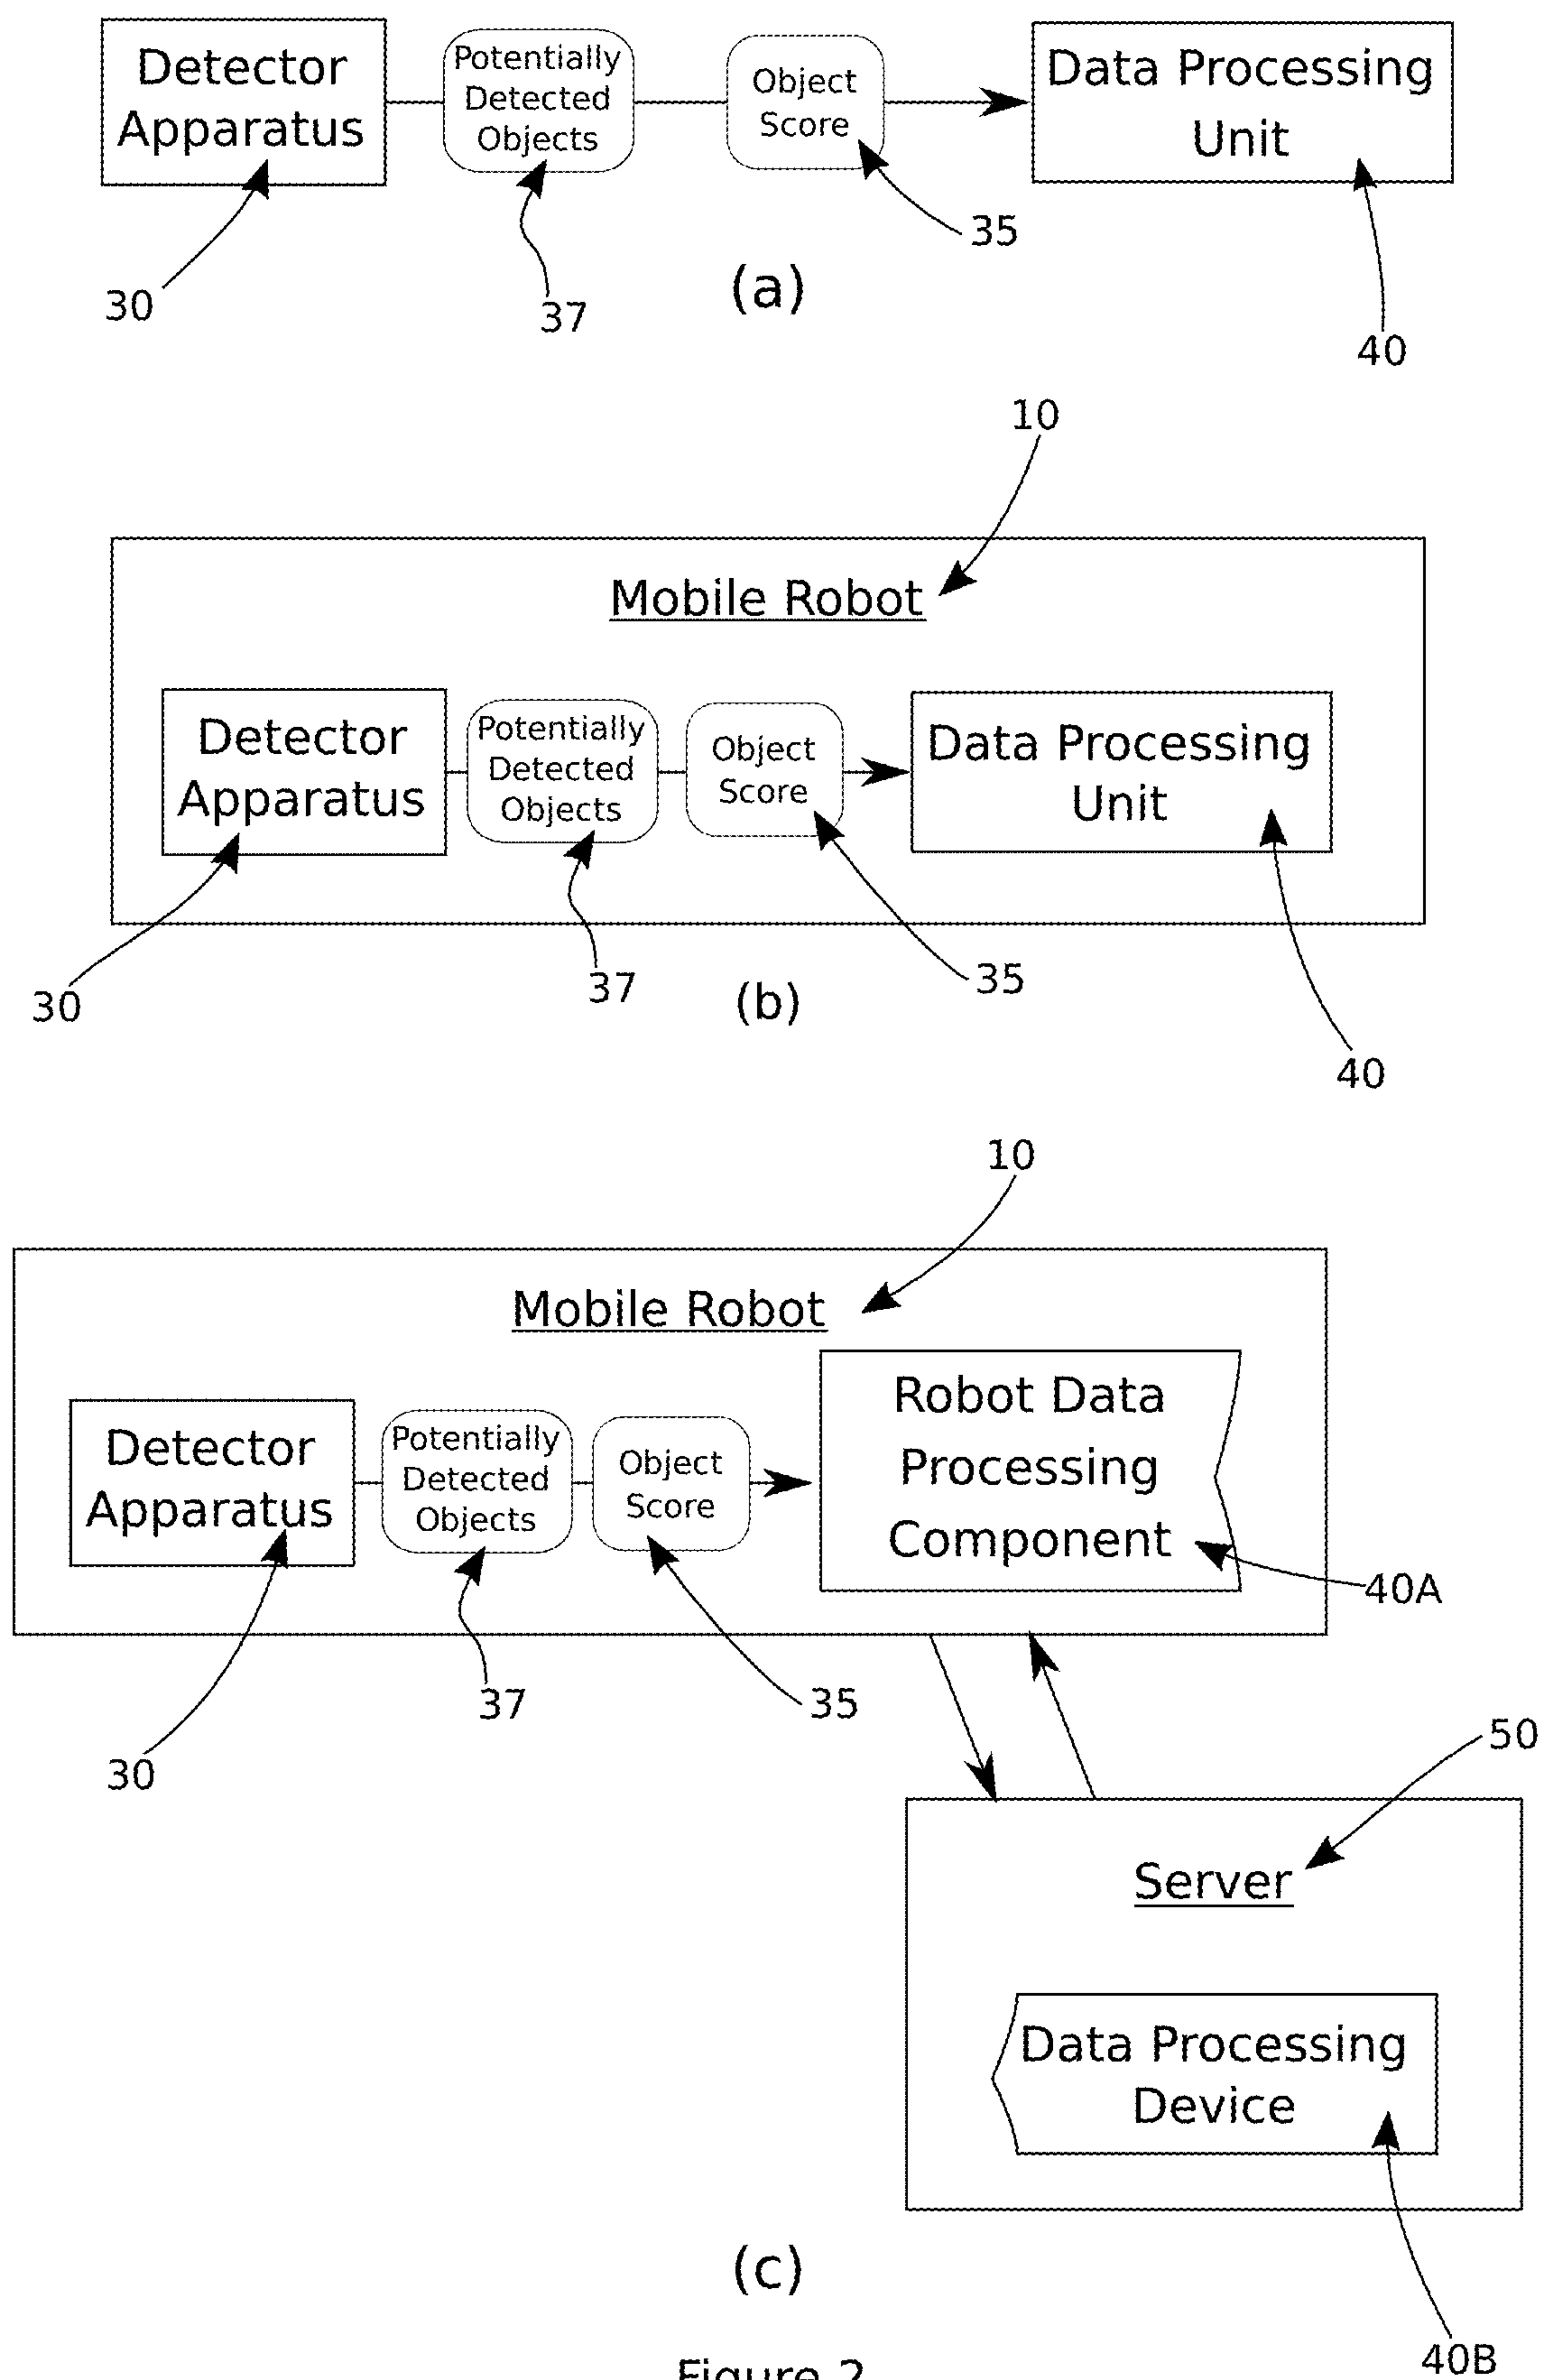 Detector
Apparatus
Potentially
Detected
Objects
Object
Score
Data Processing
Unit
30
37
35
40
(a)
10
Mobile Robot
Detector
Apparatus
Potentially
Detected
Objects
Object
Score
Data Processing
Unit
30
37
35
40
(b)
10
Mobile Robot
Detector
Apparatus
Potentially
Detected
Objects
Object
Score
Robot Data
Processing
Component
40A
30
37
35
50
Server
Data Processing
Device
40B
(c)
Figure 2